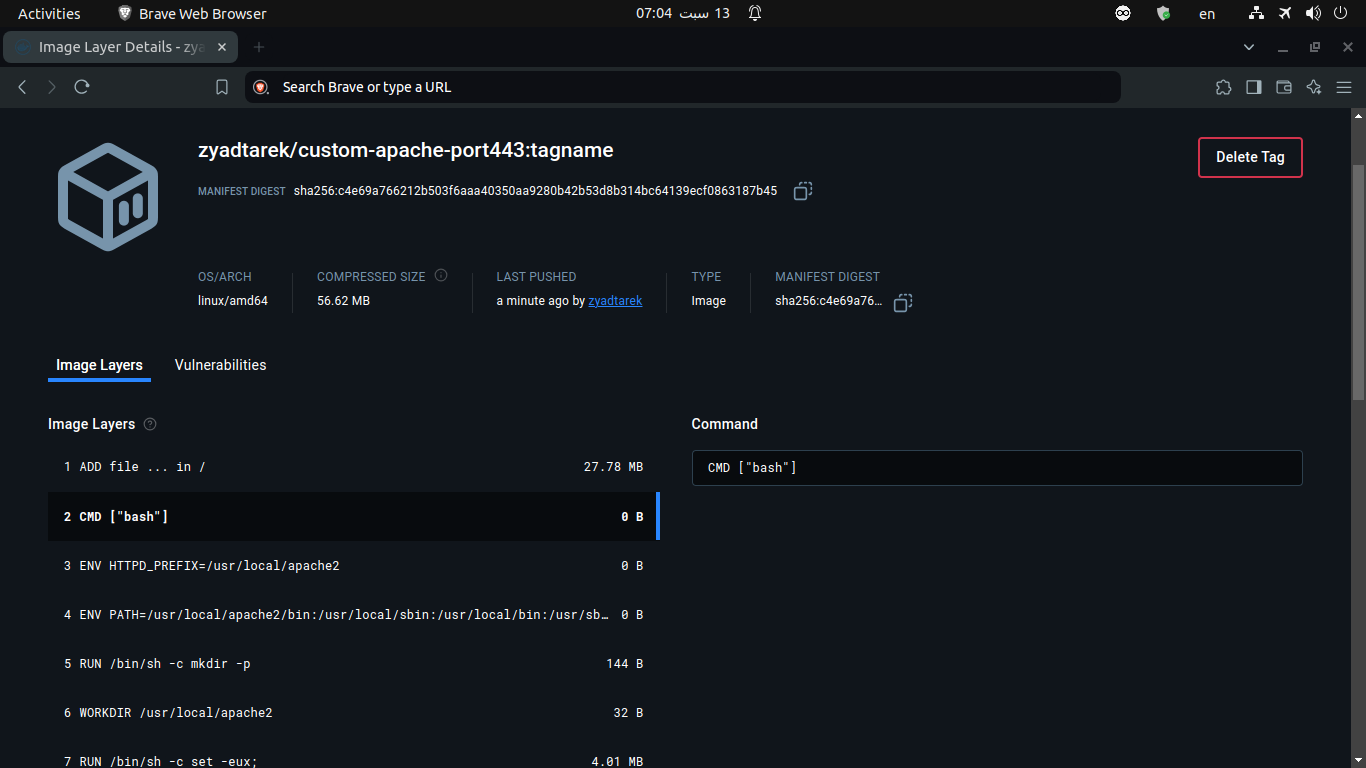 Activities
Brave Web Browser
07:04 سبت 13
en
Image Layer Details - zya
Search Brave or type a URL
zyadtarek/custom-apache-port443:tagname
Delete Tag
MANIFEST DIGEST sha256:c4e69a766212b503f6aaa40350aa9280b42b53d8b314bc64139ecf0863187b45
OS/ARCH
COMPRESSED SIZE
LAST PUSHED
TYPE
MANIFEST DIGEST
linux/amd64
56.62 MB
a minute ago by zyadtarek
Image
sha256:c4e69a76...
Image Layers
Vulnerabilities
Image Layers
Command
1 ADD file ... in / 27.78 MB
CMD ["bash"]
2 CMD ["bash"] 0 B
3 ENV HTTPD_PREFIX=/usr/local/apache2 0 B
4 ENV PATH=/usr/local/apache2/bin:/usr/local/sbin:/usr/local/bin:/usr/sb… 0 B
5 RUN /bin/sh -c mkdir -p 144 B
6 WORKDIR /usr/local/apache2 32 B
7 RUN /bin/sh -c set -eux; 4.01 MB